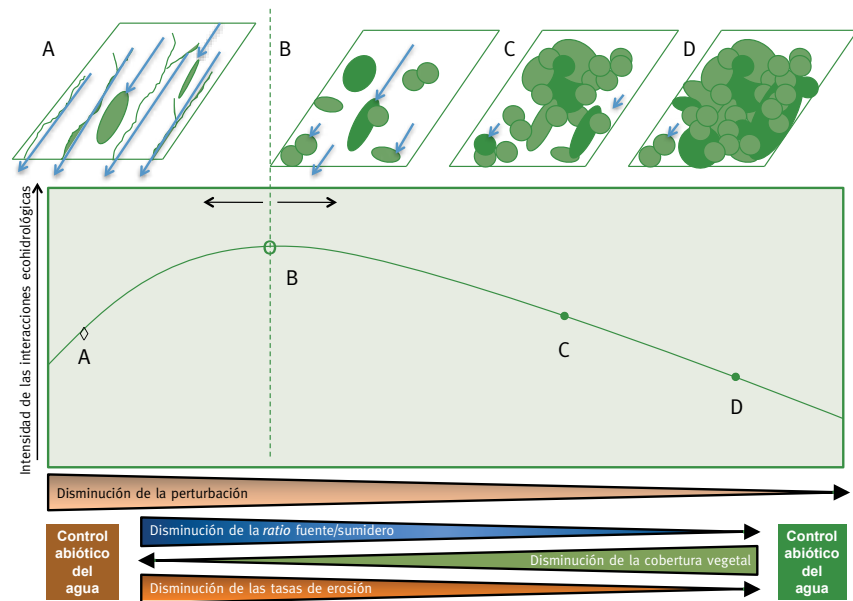 A
B
C
D
Intensidad de las interacciones ecohidrológicas
A
B
C
D
Disminución de la perturbación
Control
abiótico
del
agua
Disminución de la ratio fuente/sumidero
Disminución de la cobertura vegetal
Disminución de las tasas de erosión
Control
abiótico
del
agua